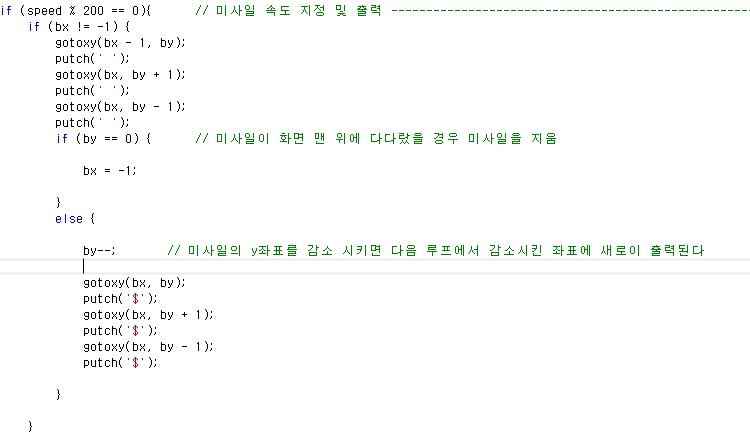 if (speed % 200 == 0){ // 미사일 속도 지정 및 출력 ---------------------------------------------------
if (bx != -1) {
gotoxy(bx - 1, by);
putch(' ');
gotoxy(bx, by + 1);
putch(' ');
gotoxy(bx, by - 1);
putch(' ');
if (by == 0) { // 미사일이 화면 맨 위에 다다랐을 경우 미사일을 지움
bx = -1;
}
else {
by--; // 미사일의 y좌표를 감소 시키면 다음 루프에서 감소시킨 좌표에 새로이 출력된다
gotoxy(bx, by);
putch('$');
gotoxy(bx, by + 1);
putch('$');
gotoxy(bx, by - 1);
putch('$');
}
}